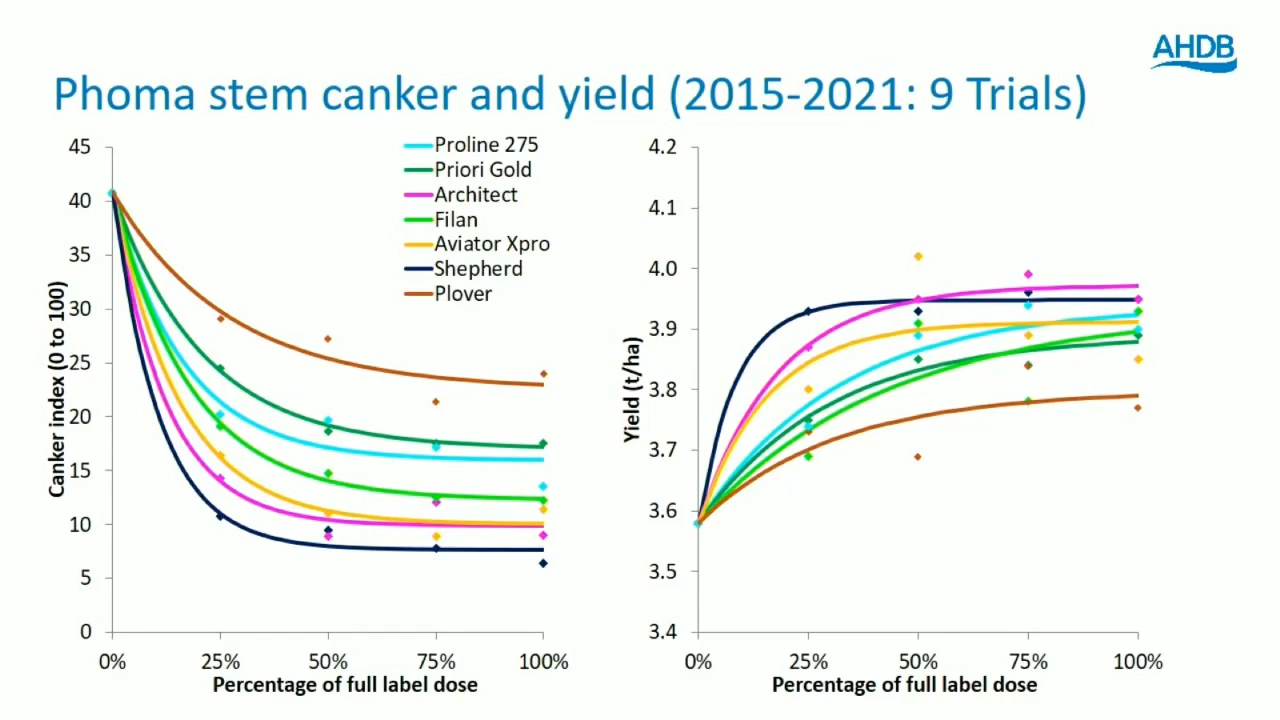 AHDB
Phoma stem canker and yield (2015-2021: 9 Trials)
45
40
35
30
25
20
15
10
5
0
Canker index (0 to 100)
0%
25%
50%
75%
100%
Percentage of full label dose
Proline 275
Priori Gold
Architect
Filan
Aviator Xpro
Shepherd
Plover
4.2
4.1
4.0
3.9
3.8
3.7
3.6
3.5
3.4
Yield (t/ha)
0%
25%
50%
75%
100%
Percentage of full label dose